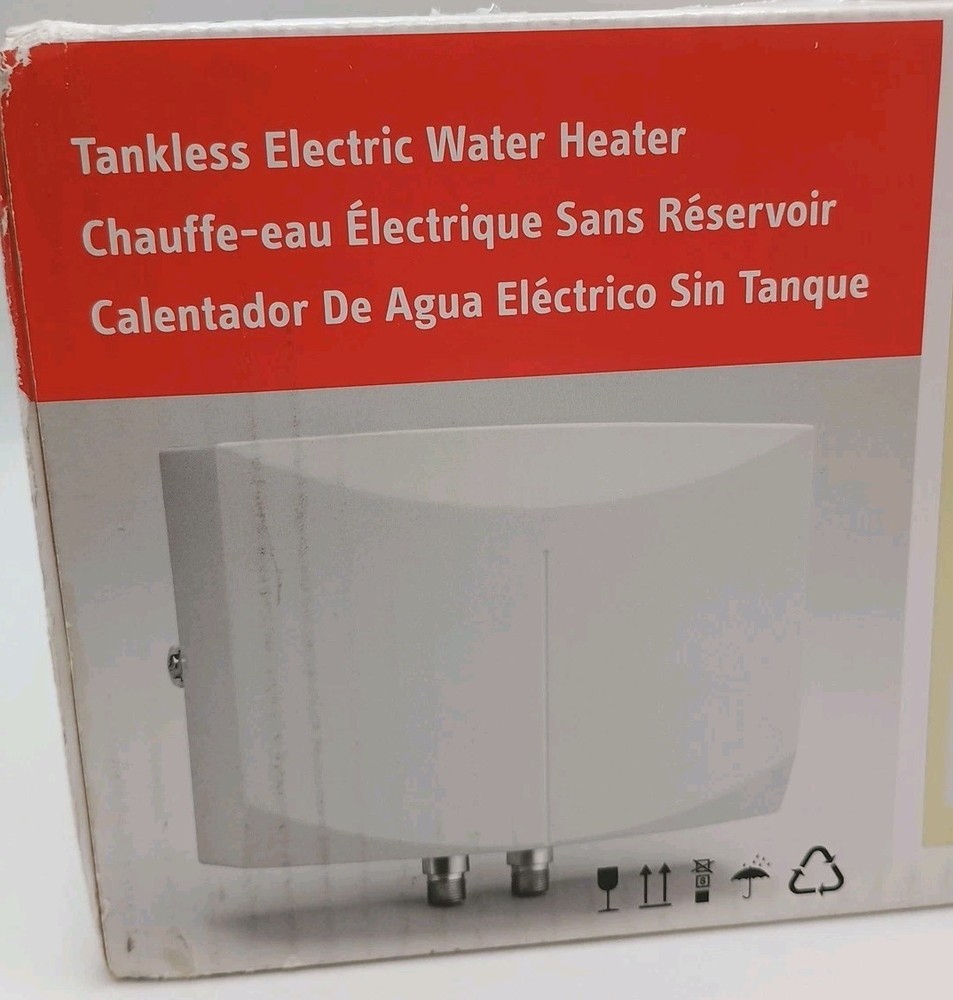 Tankless Electric Water Heater
Chauffe-eau Électrique Sans Réservoir
Calentador De Agua Eléctrico Sin Tanque